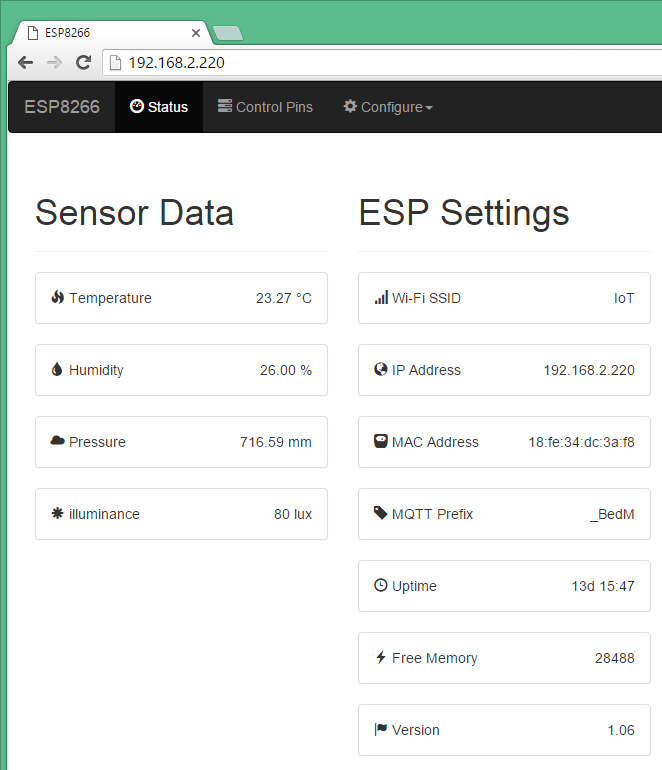 ESP8266
192.168.2.220
ESP8266 Status Control Pins Configure
Sensor Data
Temperature 23.27 °C
Humidity 26.00 %
Pressure 716.59 mm
illuminance 80 lux
ESP Settings
Wi-Fi SSID IoT
IP Address 192.168.2.220
MAC Address 18:fe:34:dc:3a:f8
MQTT Prefix _BedM
Uptime 13d 15:47
Free Memory 28488
Version 1.06